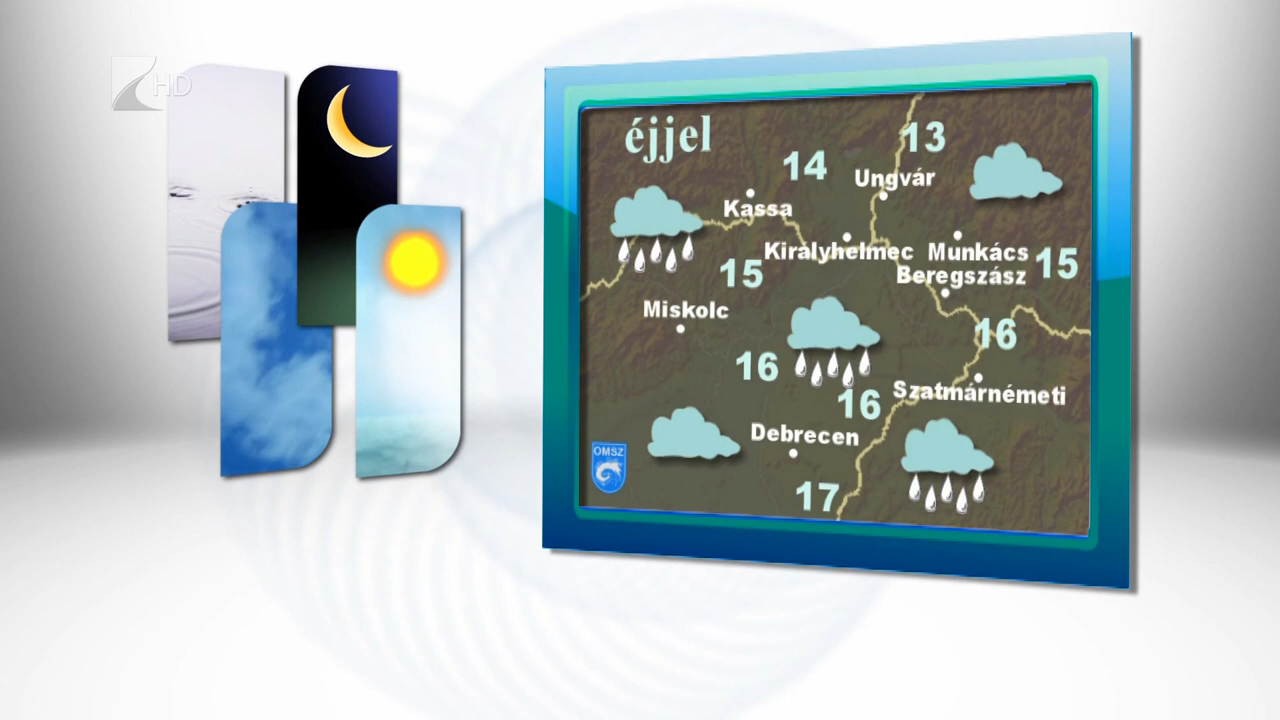 HD
éjjel
13
14
Ungvár
Kassa
Királyhelmec
Munkács
15
15
Beregszász
Miskolc
16
16
Szatmárnémeti
16
Debrecen
OMSZ
17